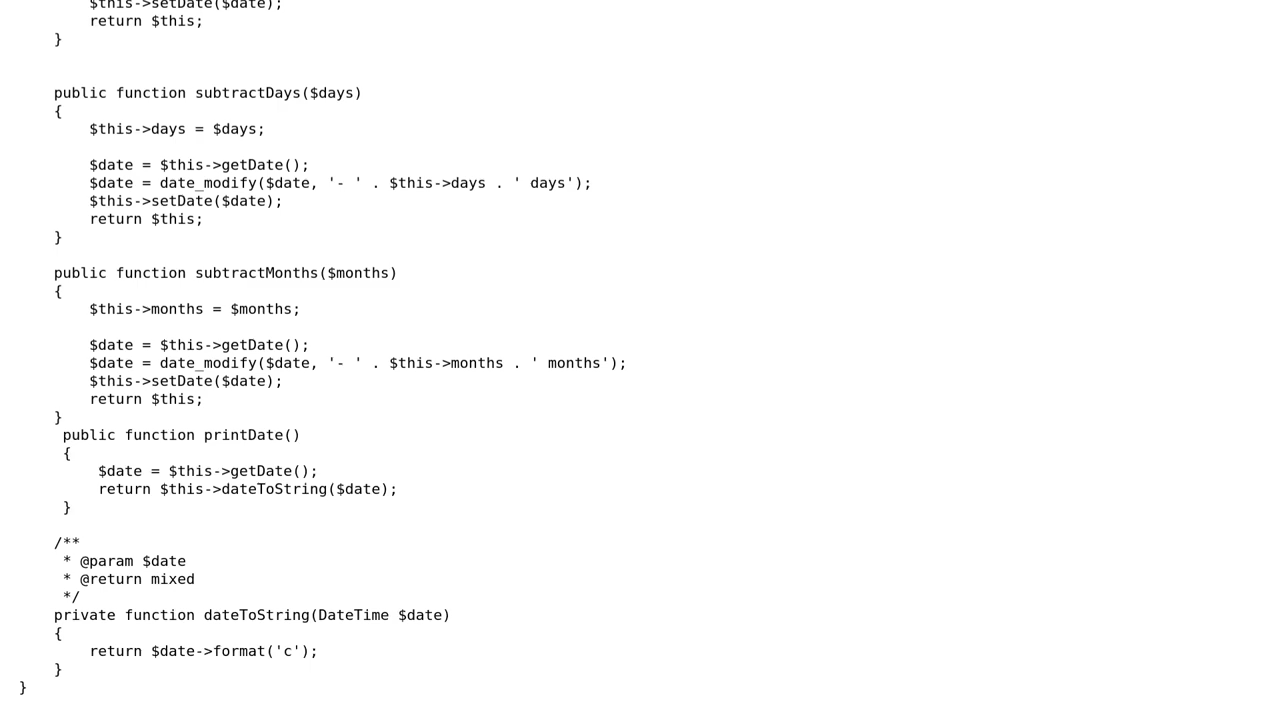 $this->setDate($date);
        return $this;
    }


    public function subtractDays($days)
    {
        $this->days = $days;

        $date = $this->getDate();
        $date = date_modify($date, '- ' . $this->days . ' days');
        $this->setDate($date);
        return $this;
    }

    public function subtractMonths($months)
    {
        $this->months = $months;

        $date = $this->getDate();
        $date = date_modify($date, '- ' . $this->months . ' months');
        $this->setDate($date);
        return $this;
    }
     public function printDate()
     {
         $date = $this->getDate();
         return $this->dateToString($date);
     }

    /**
     * @param $date
     * @return mixed
     */
    private function dateToString(DateTime $date)
    {
        return $date->format('c');
    }
}